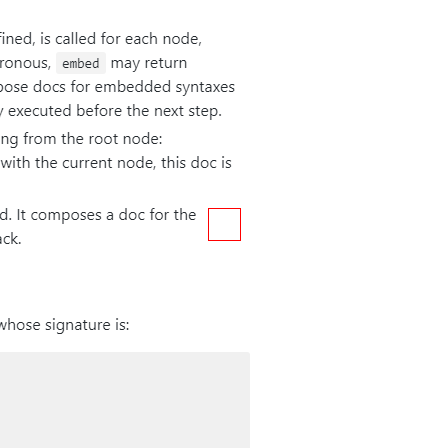 ined, is called for each node,
ronous, embed may return
pose docs for embedded syntaxes
y executed before the next step.
ng from the root node:
with the current node, this doc is
d. It composes a doc for the
ack.
whose signature is: